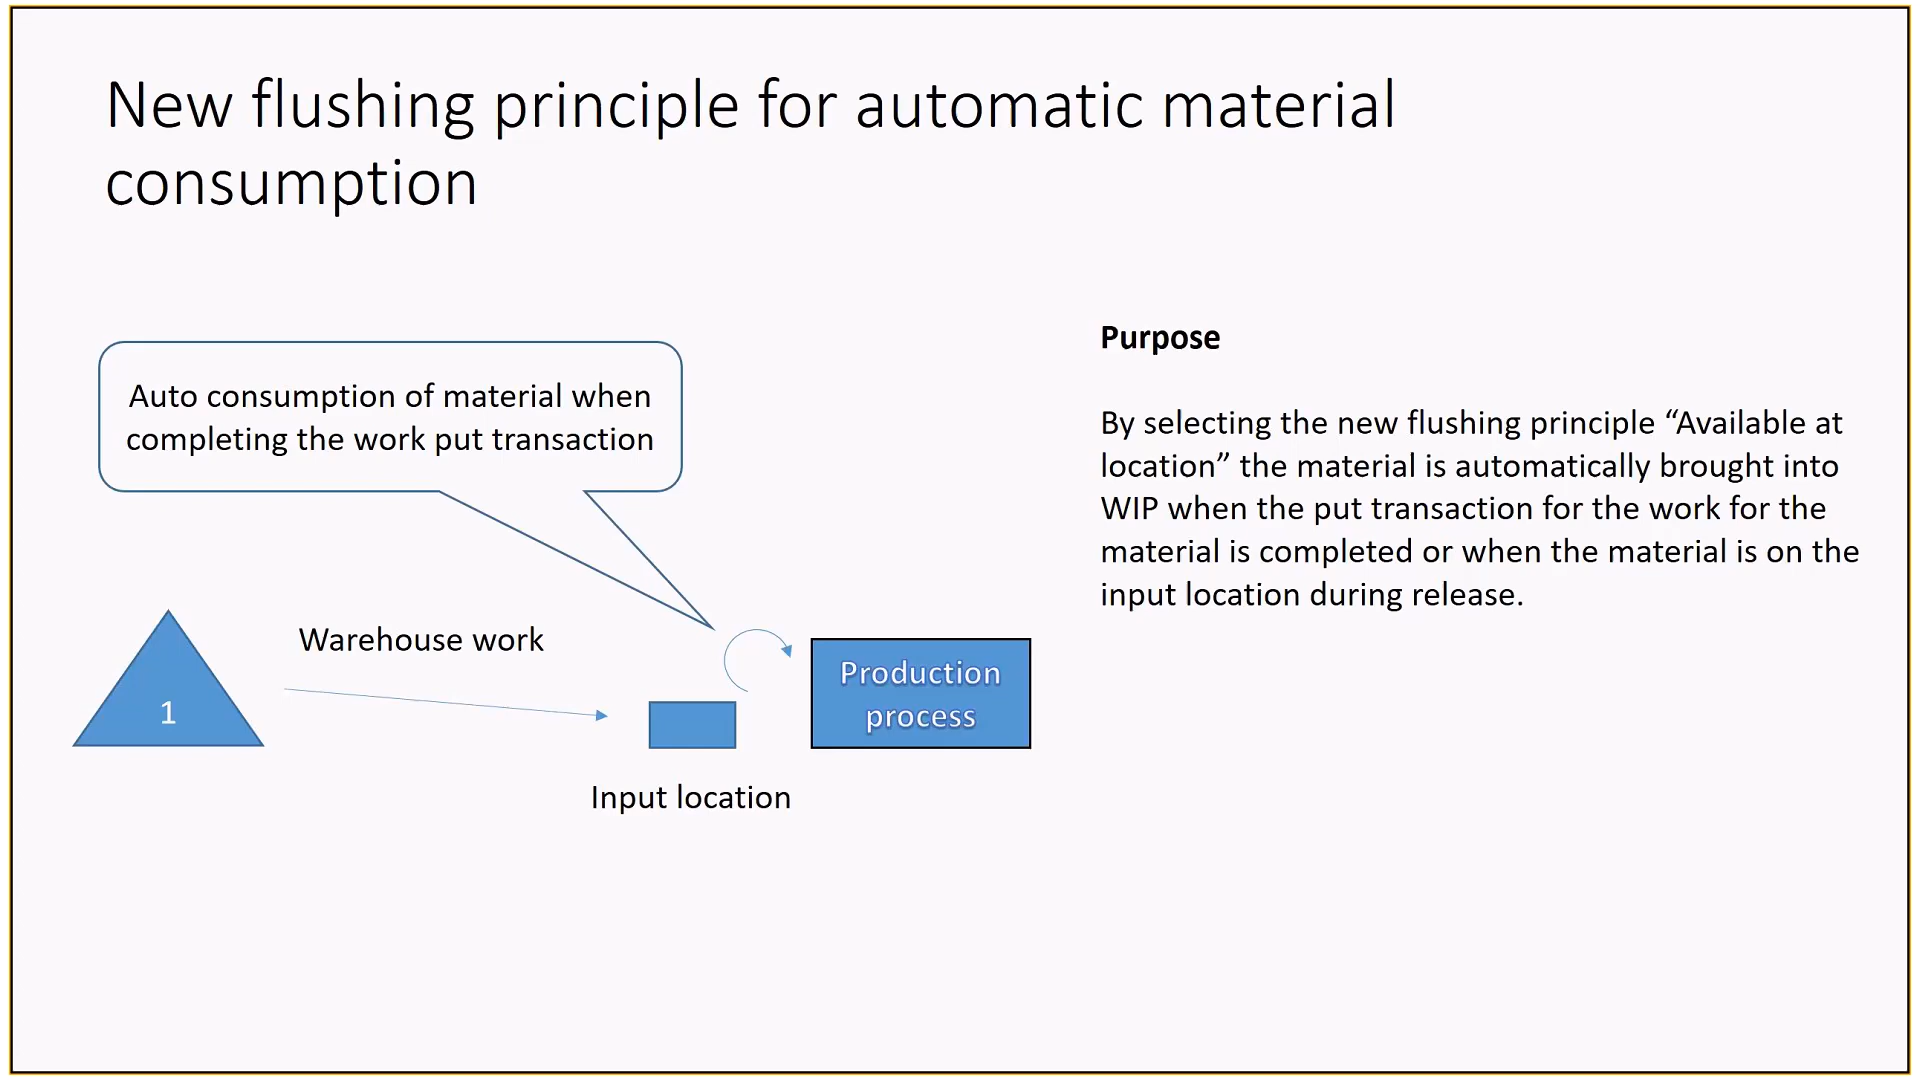 New flushing principle for automatic material
consumption
Auto consumption of material when
completing the work put transaction
Warehouse work
1
Production
process
Input location
Purpose
By selecting the new flushing principle “Available at
location” the material is automatically brought into
WIP when the put transaction for the work for the
material is completed or when the material is on the
input location during release.